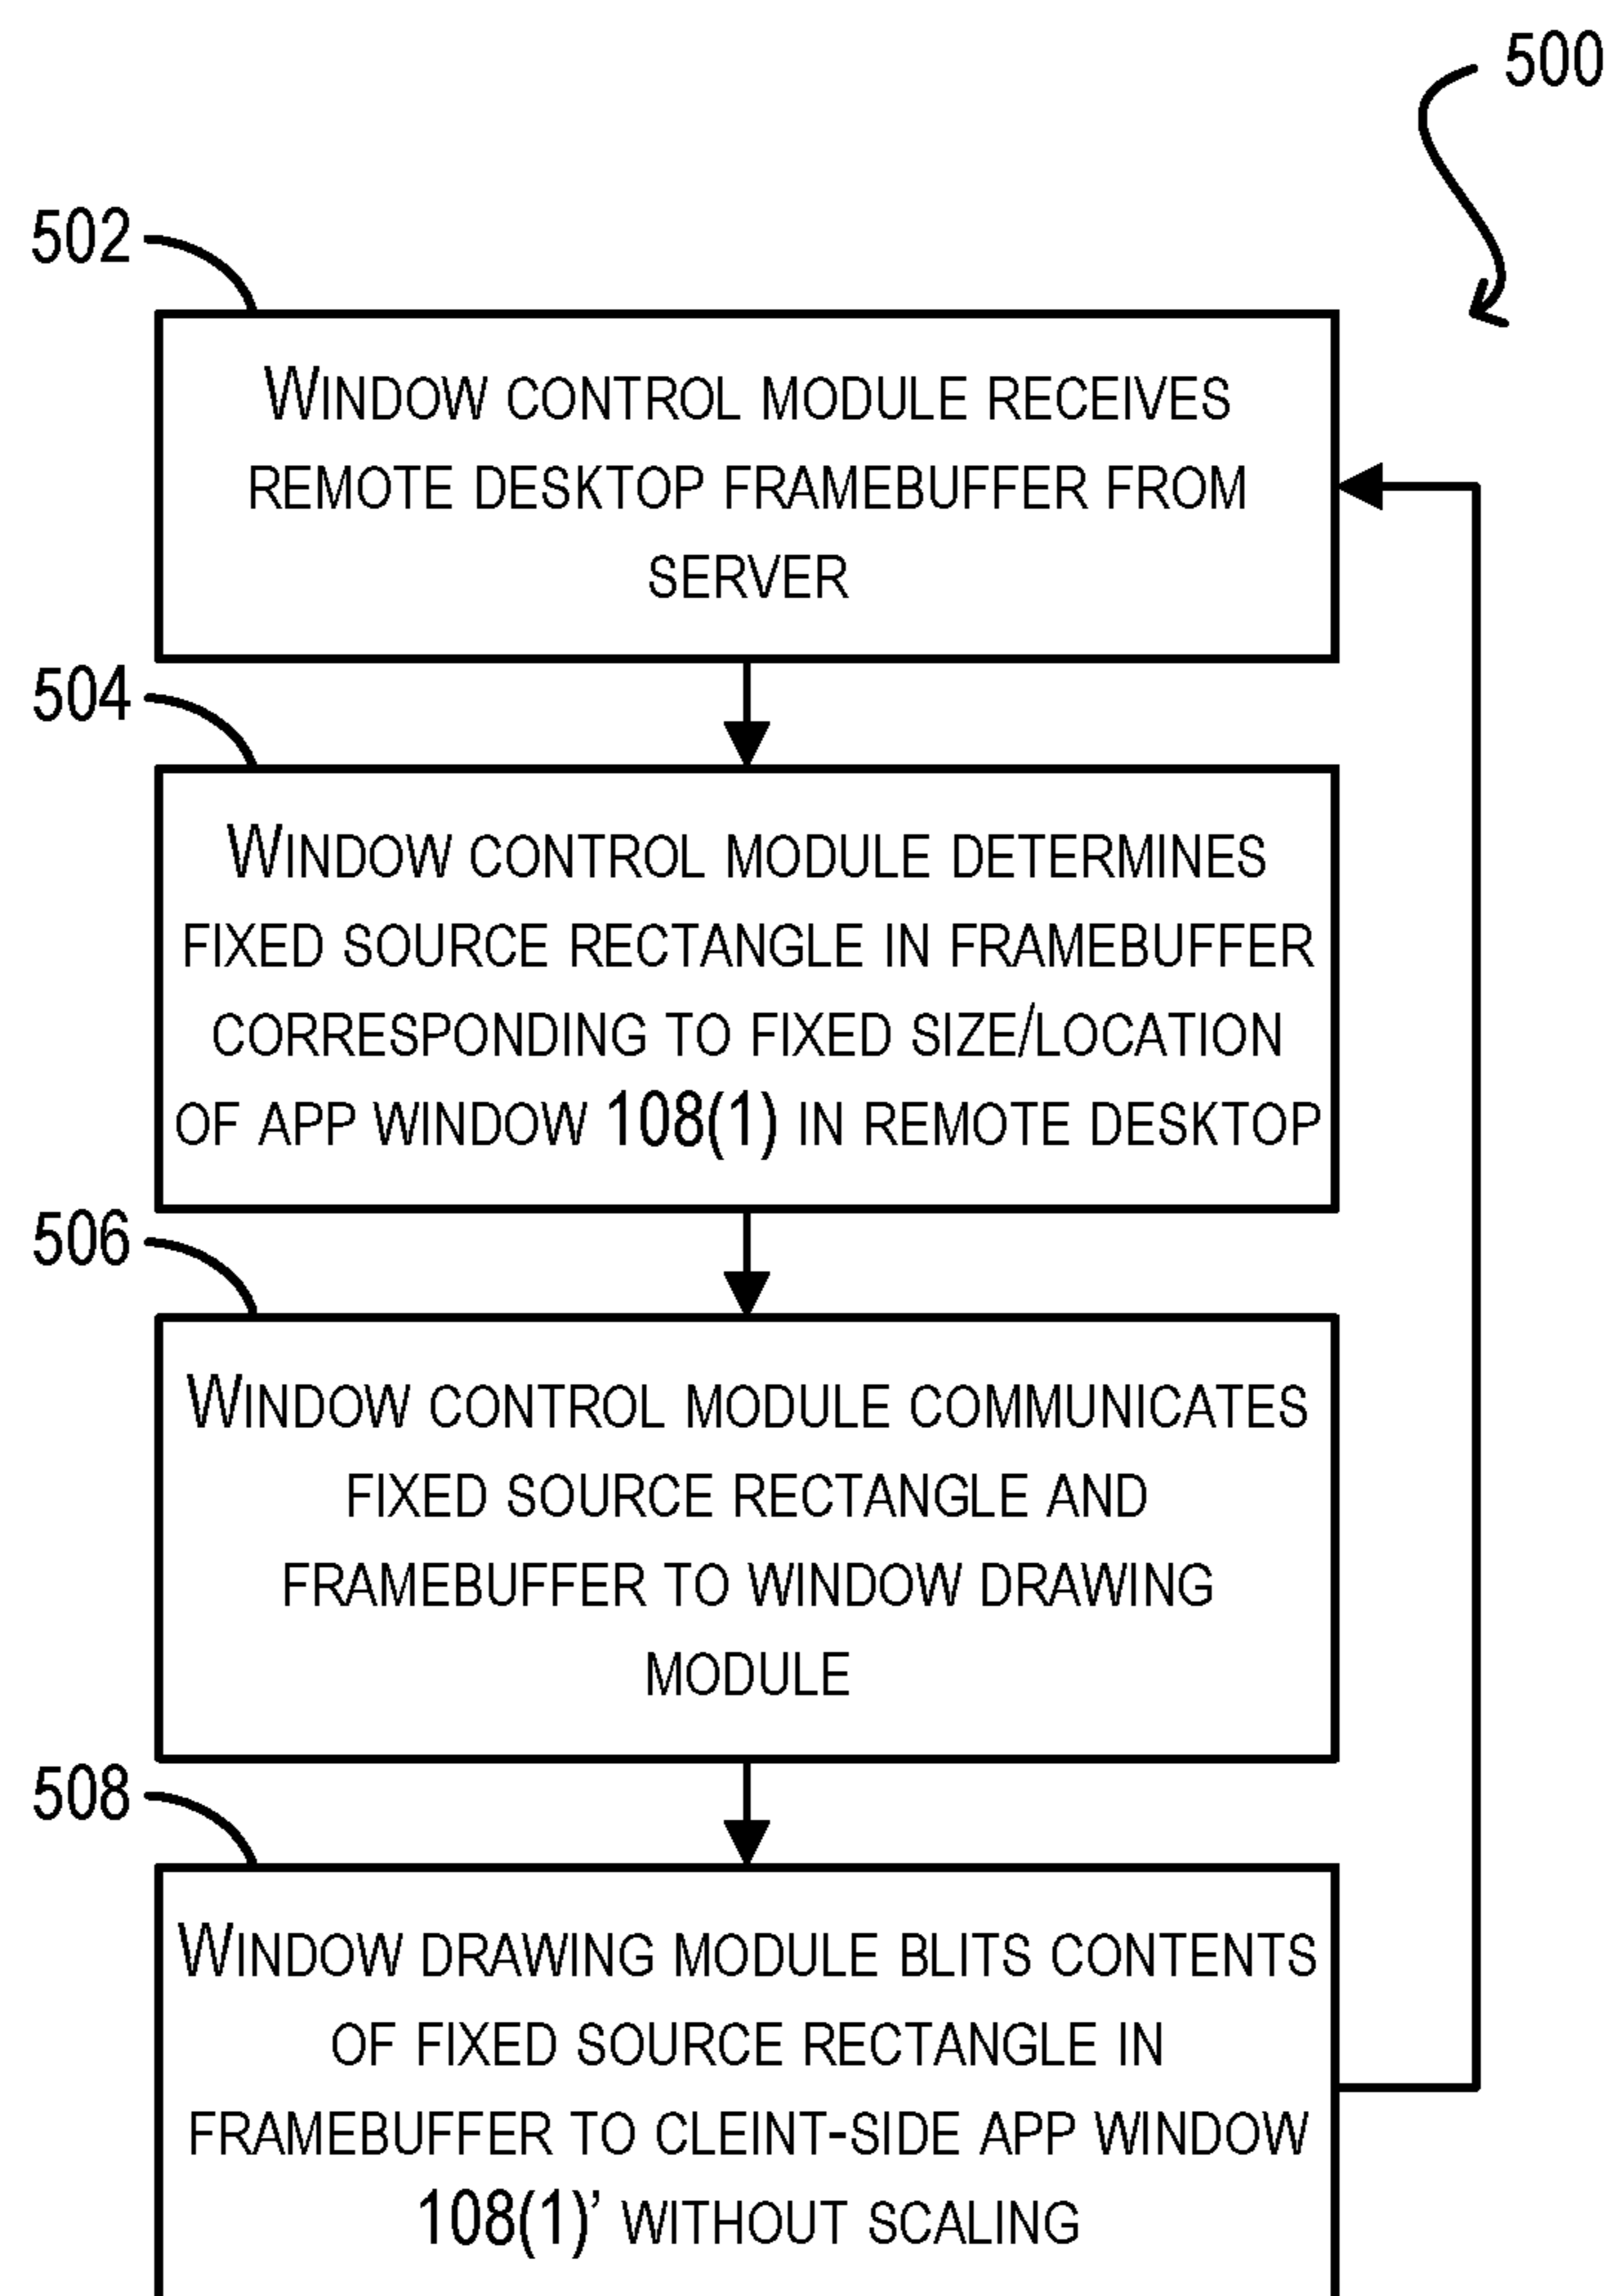 500
502
WINDOW CONTROL MODULE RECEIVES
REMOTE DESKTOP FRAMEBUFFER FROM
SERVER
504
WINDOW CONTROL MODULE DETERMINES
FIXED SOURCE RECTANGLE IN FRAMEBUFFER
CORRESPONDING TO FIXED SIZE/LOCATION
OF APP WINDOW 108(1) IN REMOTE DESKTOP
506
WINDOW CONTROL MODULE COMMUNICATES
FIXED SOURCE RECTANGLE AND
FRAMEBUFFER TO WINDOW DRAWING
MODULE
508
WINDOW DRAWING MODULE BLITS CONTENTS
OF FIXED SOURCE RECTANGLE IN
FRAMEBUFFER TO CLEINT-SIDE APP WINDOW
108(1)’ WITHOUT SCALING